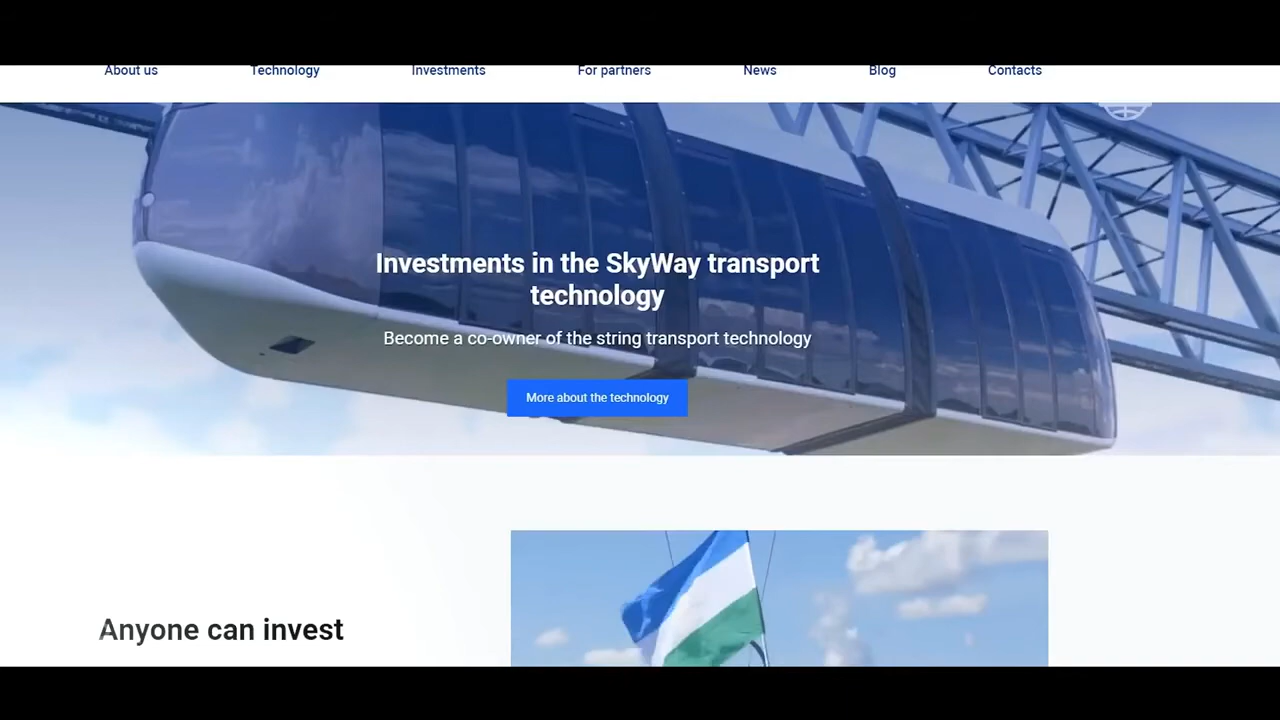 About us Technology Investments For partners News Blog Contacts
Investments in the SkyWay transport
technology
Become a co-owner of the string transport technology
More about the technology
Anyone can invest